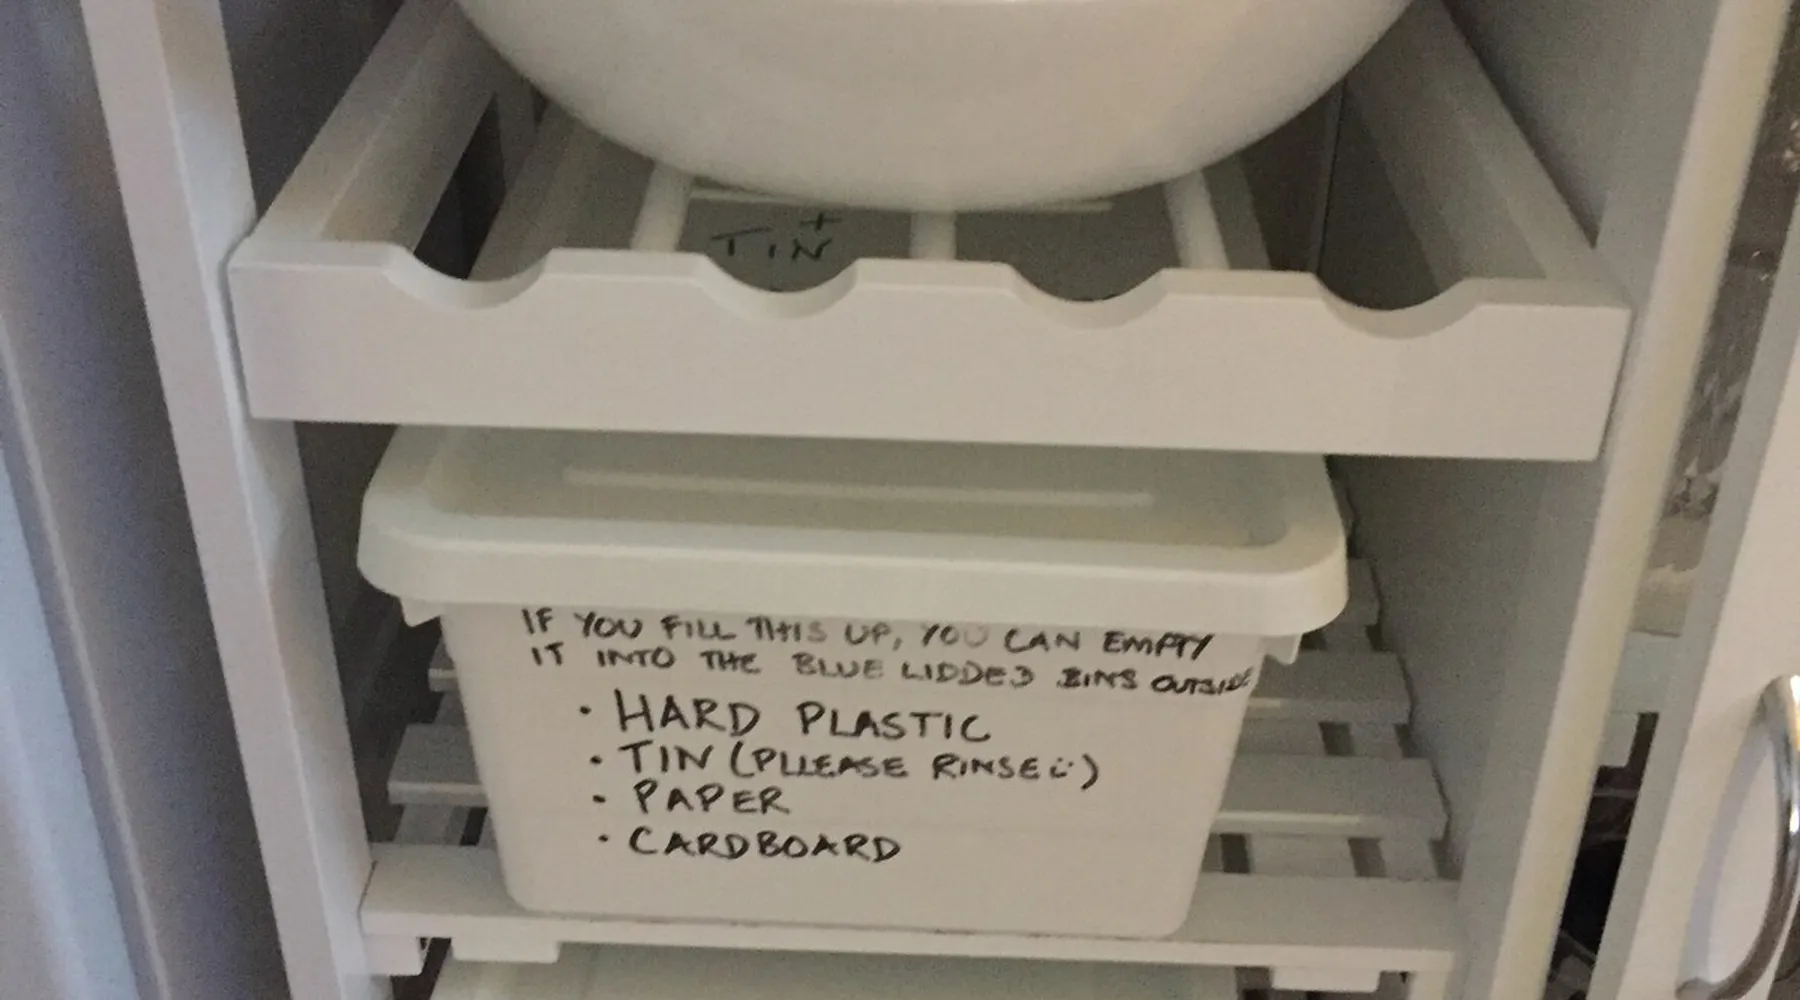 TIN +
IF YOU FILL THIS UP, YOU CAN EMPTY
IT INTO THE BLUE LIDDED BINS OUTSIDE
• HARD PLASTIC
• TIN (PLLEASE RINSE :))
• PAPER
• CARDBOARD